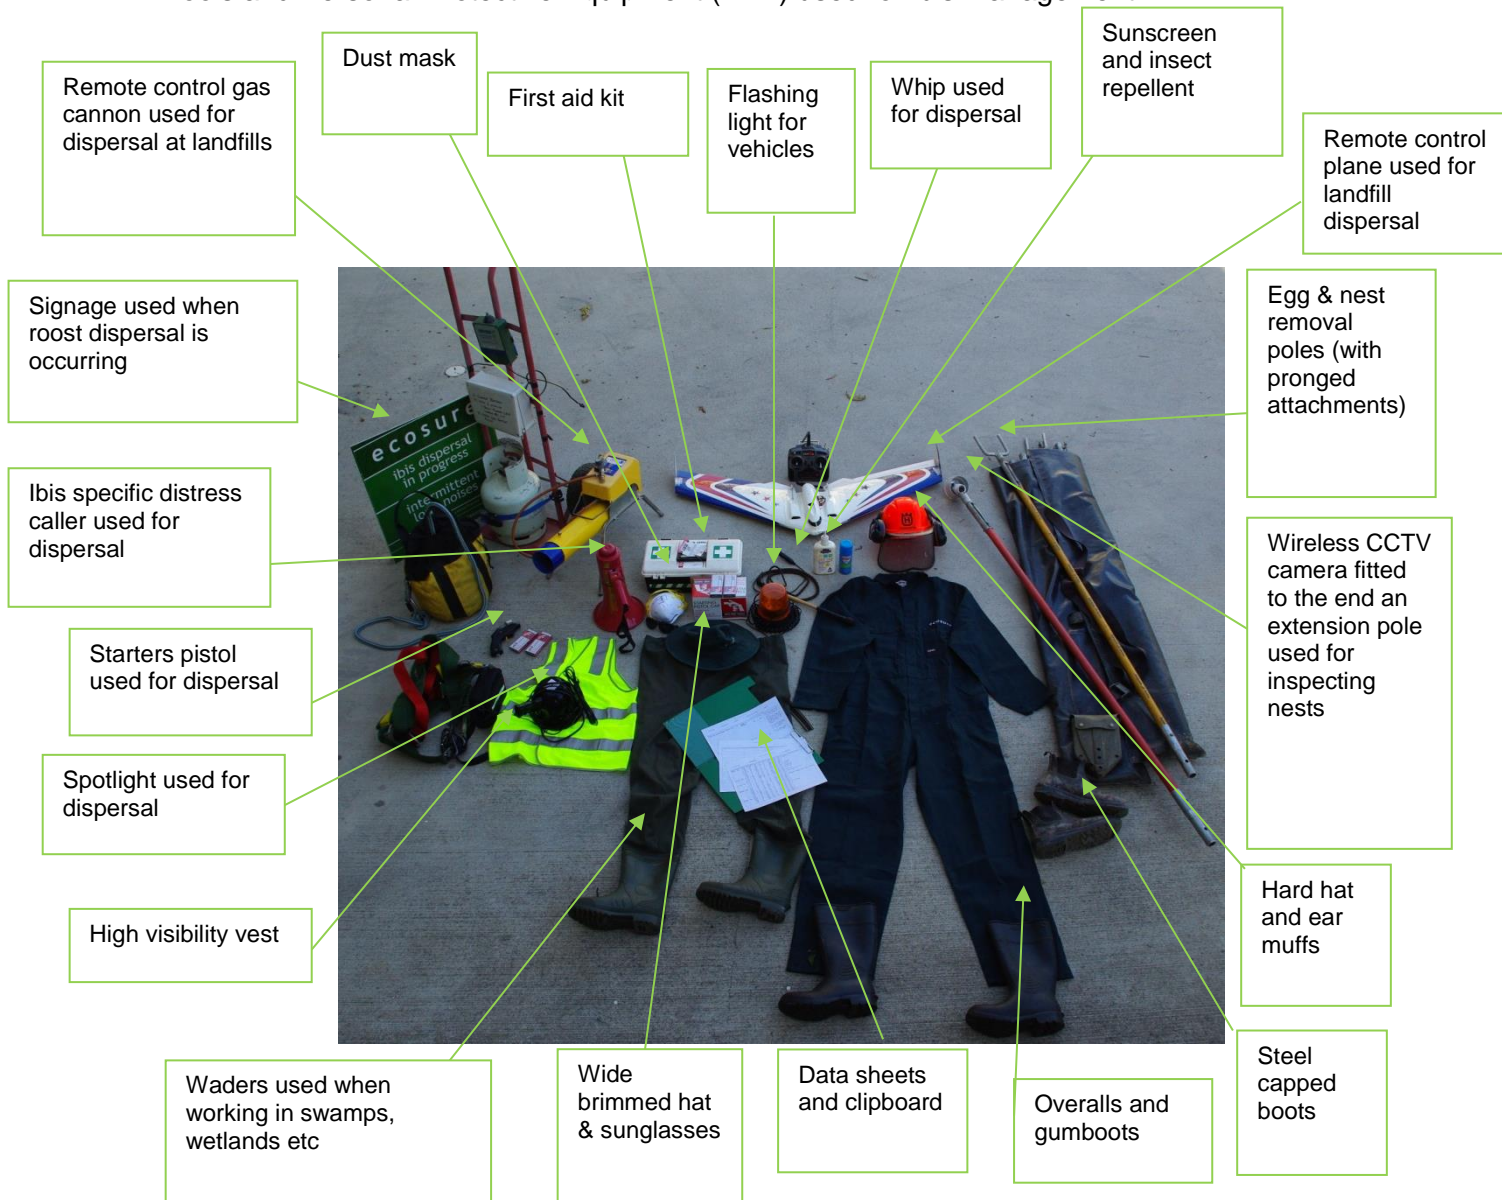 Dust mask
Sunscreen
and insect
repellent
Remote control gas
cannon used for
dispersal at landfills
First aid kit
Flashing
light for
vehicles
Whip used
for dispersal
Remote control
plane used for
landfill
dispersal
Signage used when
roost dispersal is
occurring
Egg & nest
removal
poles (with
pronged
attachments)
ecosure
ibis dispersal
in progress
intermittent
Ibis specific distress
caller used for
dispersal
Wireless CCTV
camera fitted
to the end an
extension pole
used for
inspecting
nests
Starters pistol
used for dispersal
Spotlight used for
dispersal
High visibility vest
Hard hat
and ear
muffs
Waders used when
working in swamps,
wetlands etc
Wide
brimmed hat
& sunglasses
Data sheets
and clipboard
Overalls and
gumboots
Steel
capped
boots